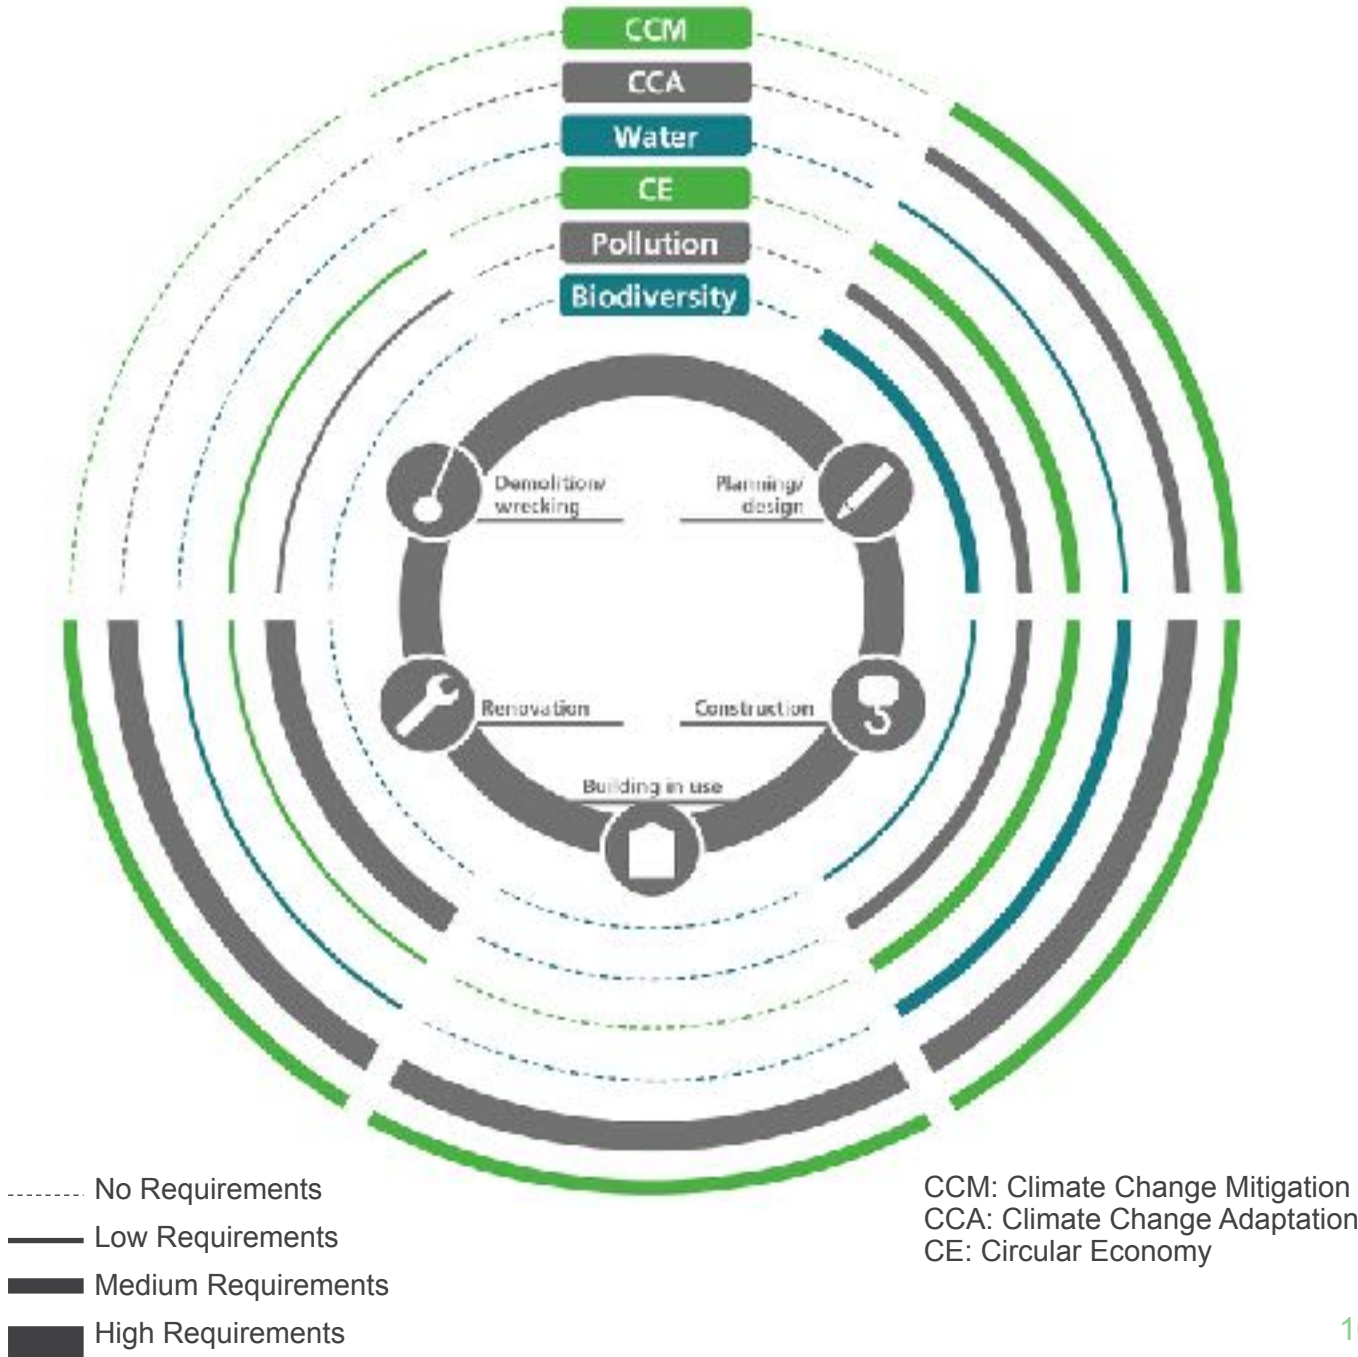 CCM
CCA
Water
CE
Pollution
Biodiversity
Demolition/
wrecking
Planning/
design
Renovation
Construction
Building in use
No Requirements
Low Requirements
Medium Requirements
High Requirements
CCM: Climate Change Mitigation
CCA: Climate Change Adaptation
CE: Circular Economy